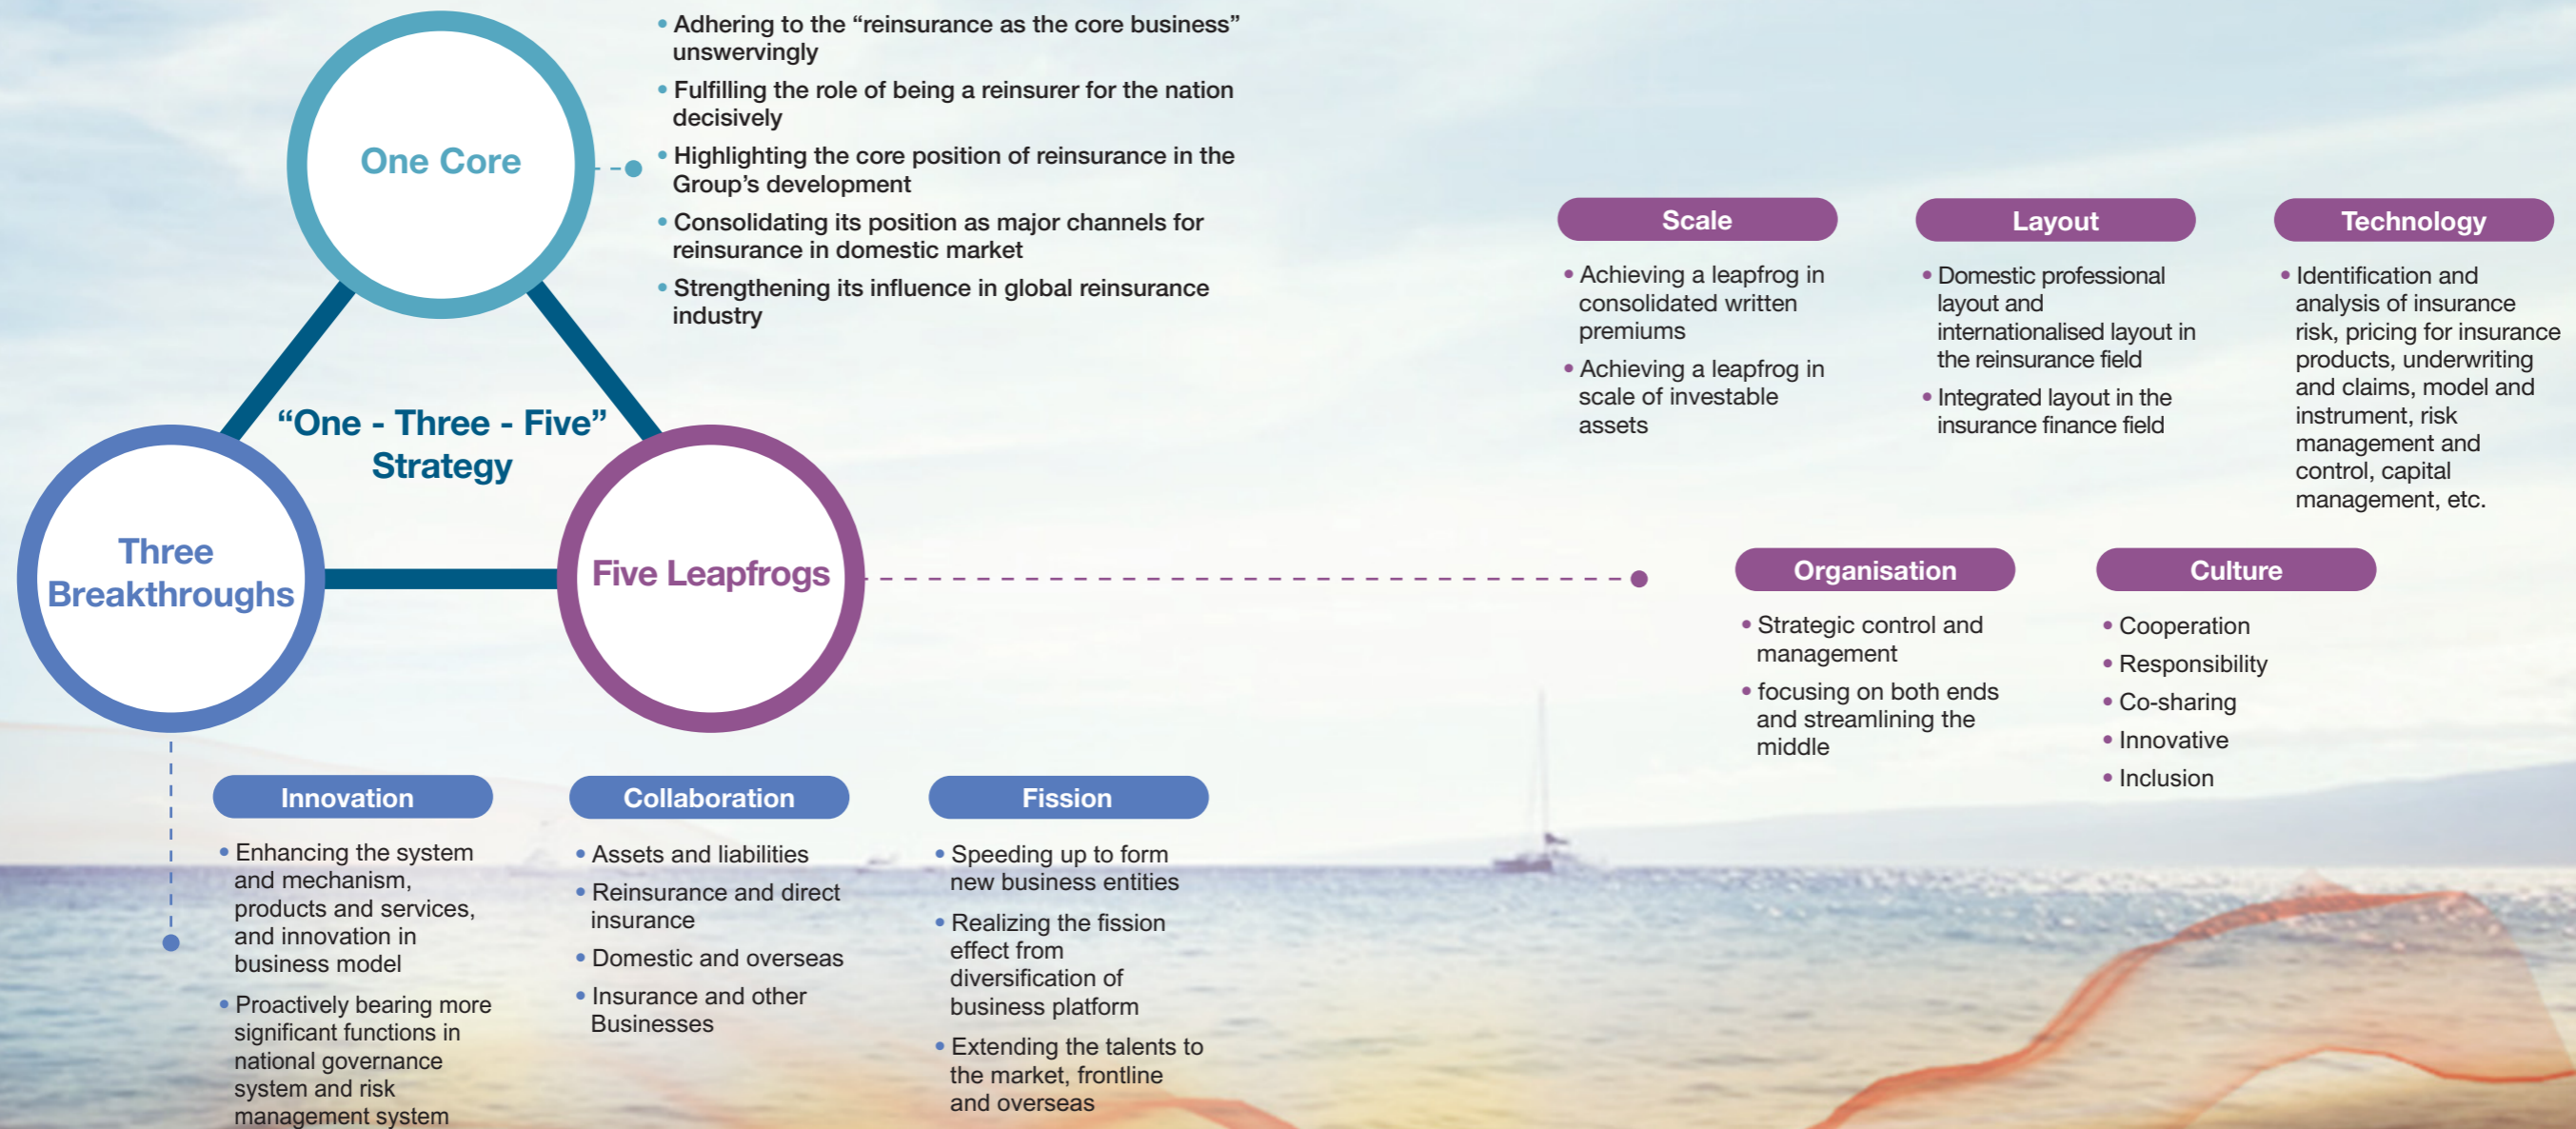 One Core
• Adhering to the “reinsurance as the core business”
unswervingly
• Fulfilling the role of being a reinsurer for the nation
decisively
• Highlighting the core position of reinsurance in the
Group’s development
• Consolidating its position as major channels for
reinsurance in domestic market
• Strengthening its influence in global reinsurance
industry
“One - Three - Five”
Strategy
Three
Breakthroughs
Five Leapfrogs
Scale
• Achieving a leapfrog in
consolidated written
premiums
• Achieving a leapfrog in
scale of investable
assets
Layout
• Domestic professional
layout and
internationalised layout in
the reinsurance field
• Integrated layout in the
insurance finance field
Technology
• Identification and
analysis of insurance
risk, pricing for insurance
products, underwriting
and claims, model and
instrument, risk
management and
control, capital
management, etc.
Organisation
• Strategic control and
management
• focusing on both ends
and streamlining the
middle
Culture
• Cooperation
• Responsibility
• Co-sharing
• Innovative
• Inclusion
Innovation
• Enhancing the system
and mechanism,
products and services,
and innovation in
business model
• Proactively bearing more
significant functions in
national governance
system and risk
management system
Collaboration
• Assets and liabilities
• Reinsurance and direct
insurance
• Domestic and overseas
• Insurance and other
Businesses
Fission
• Speeding up to form
new business entities
• Realizing the fission
effect from
diversification of
business platform
• Extending the talents to
the market, frontline
and overseas